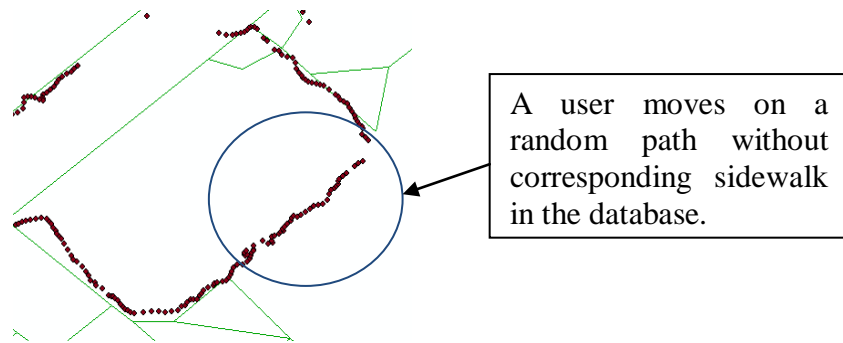 A user moves on a
random path without
corresponding sidewalk
in the database.